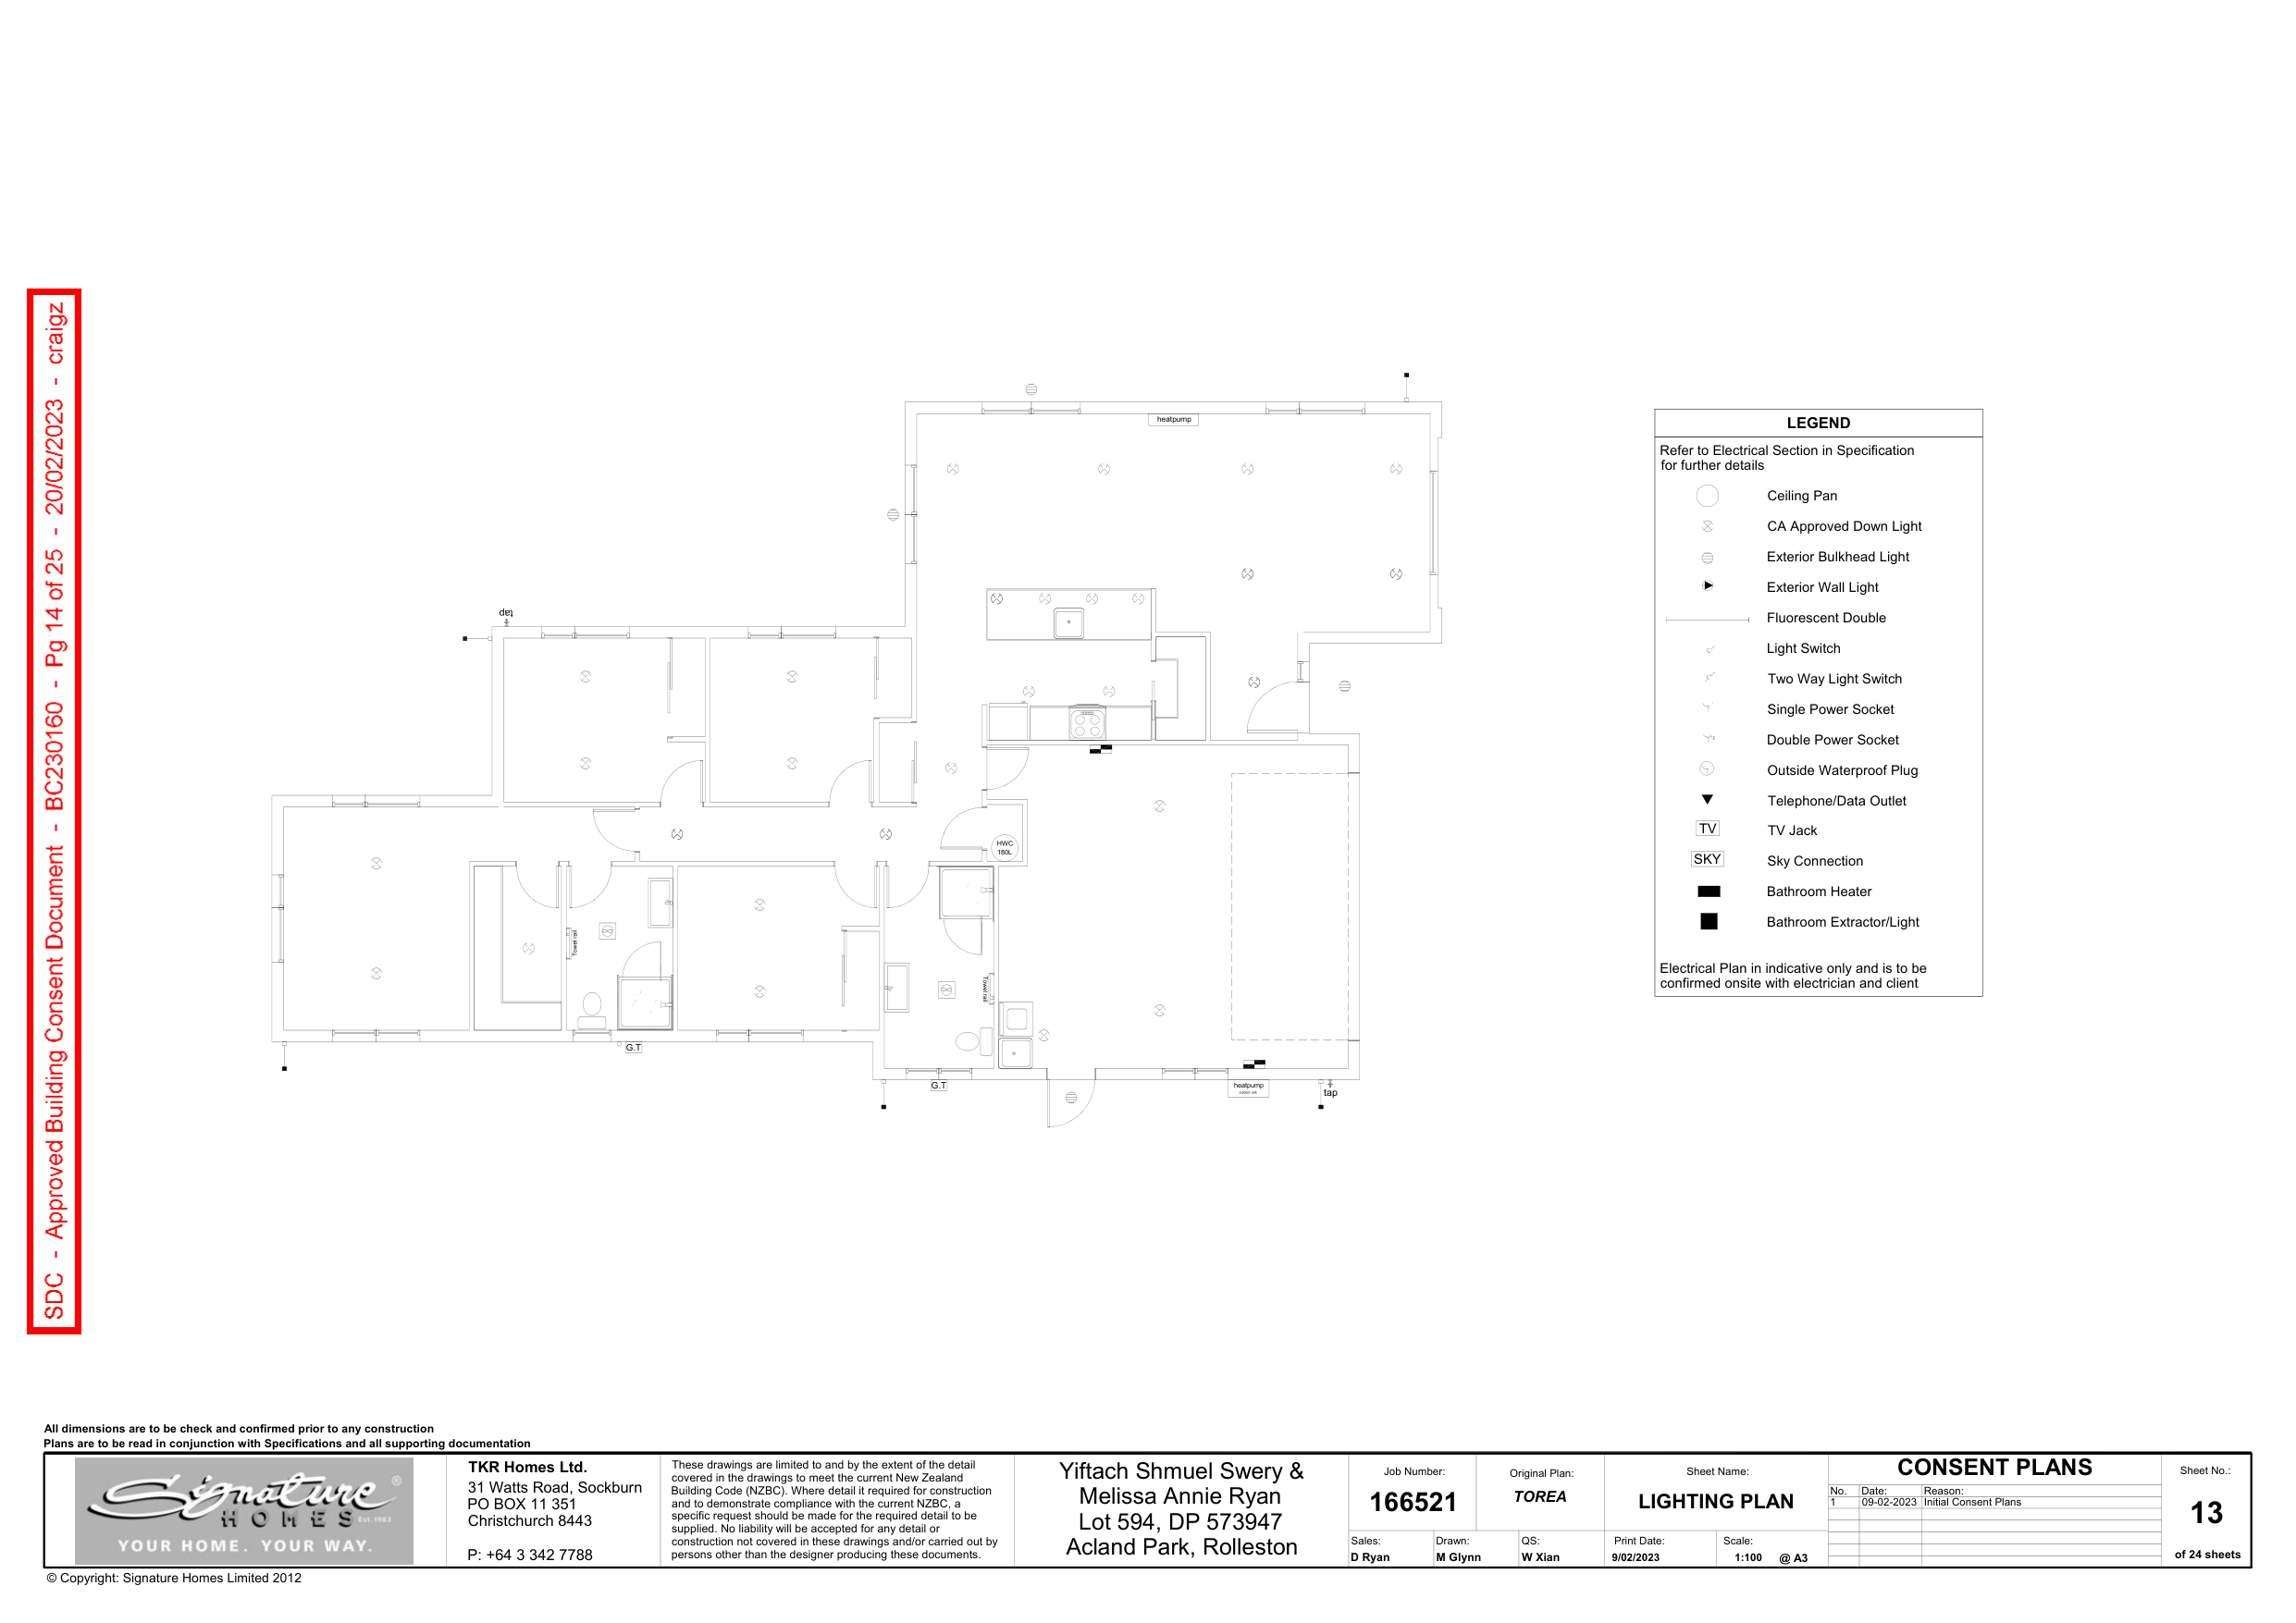 SDC - Approved Building Consent Document - BC230160 - Pg 14 of 25 - 20/02/2023 - craigz
heatpump
tap
HWC
180L
Towel rail
Towel rail
G.T
G.T
heatpump
tap
LEGEND
Refer to Electrical Section in Specification
for further details
Ceiling Pan
CA Approved Down Light
Exterior Bulkhead Light
Exterior Wall Light
Fluorescent Double
Light Switch
Two Way Light Switch
Single Power Socket
Double Power Socket
Outside Waterproof Plug
Telephone/Data Outlet
TV TV Jack
SKY Sky Connection
Bathroom Heater
Bathroom Extractor/Light
Electrical Plan in indicative only and is to be
confirmed onsite with electrician and client
All dimensions are to be check and confirmed prior to any construction
Plans are to be read in conjunction with Specifications and all supporting documentation
Signature ®
HOMES Est. 1983
YOUR HOME. YOUR WAY.
TKR Homes Ltd.
31 Watts Road, Sockburn
PO BOX 11 351
Christchurch 8443
P: +64 3 342 7788
These drawings are limited to and by the extent of the detail
covered in the drawings to meet the current New Zealand
Building Code (NZBC). Where detail it required for construction
and to demonstrate compliance with the current NZBC, a
specific request should be made for the required detail to be
supplied. No liability will be accepted for any detail or
construction not covered in these drawings and/or carried out by
persons other than the designer producing these documents.
Yiftach Shmuel Swery &
Melissa Annie Ryan
Lot 594, DP 573947
Acland Park, Rolleston
Job Number:
166521
Original Plan:
TOREA
Sheet Name:
LIGHTING PLAN
Sales:
D Ryan
Drawn:
M Glynn
QS:
W Xian
Print Date:
9/02/2023
Scale:
1:100 @ A3
CONSENT PLANS
No. Date: Reason:
1 09-02-2023 Initial Consent Plans
Sheet No.:
13
of 24 sheets
© Copyright: Signature Homes Limited 2012